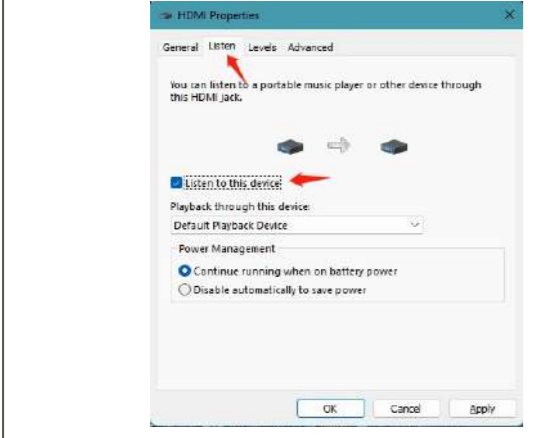 HDMI Properties
General Listen Levels Advanced
You can listen to a portable music player or other device through
this HDMI jack.
Listen to this device
Playback through this device:
Default Playback Device
Power Management
Continue running when on battery power
Disable automatically to save power
OK Cancel Apply